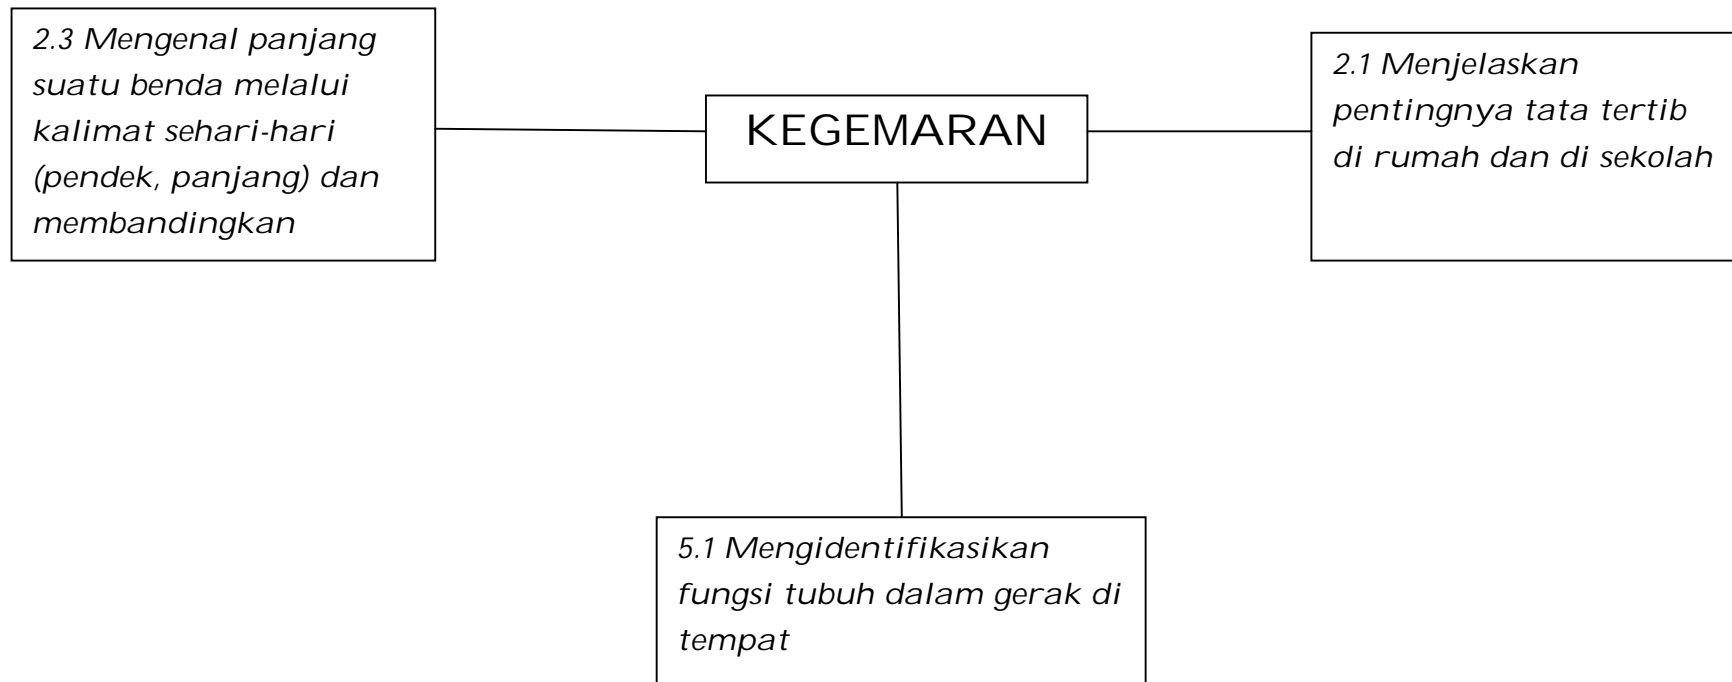 2.3 Mengenal panjang
suatu benda melalui
kalimat sehari-hari
(pendek, panjang) dan
membandingkan
KEGEMARAN
2.1 Menjelaskan
pentingnya tata tertib
di rumah dan di sekolah
5.1 Mengidentifikasikan
fungsi tubuh dalam gerak di
tempat